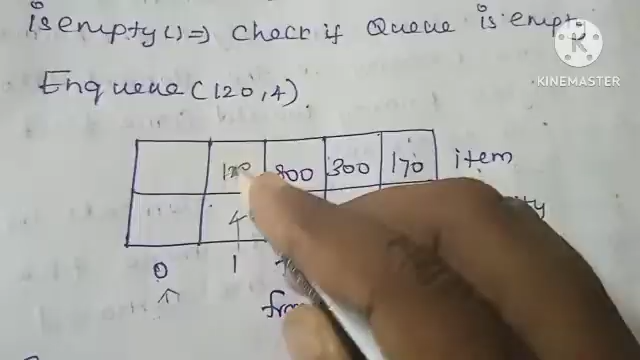 isempty()=> check if Queue is empty
KINEMASTER
Enqueue(120,4).
120 800 300 170 item
4
0 1